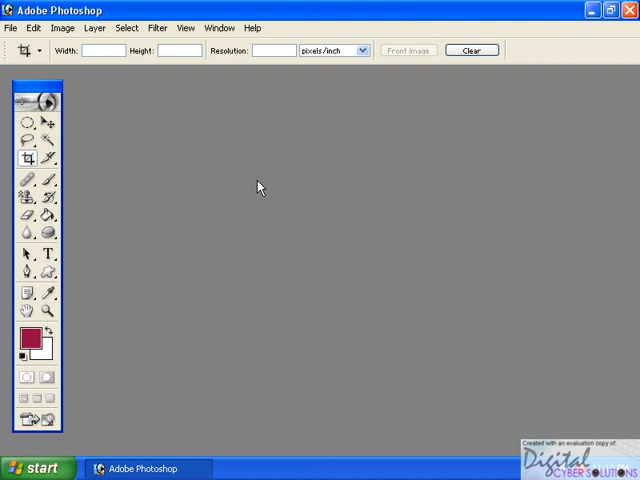 Adobe Photoshop
File Edit Image Layer Select Filter View Window Help
Width: Height: Resolution: pixels/inch Front Image Clear
T
start Adobe Photoshop
Created with an evaluation copy of:
Digital
CYBER SOLUTIONS